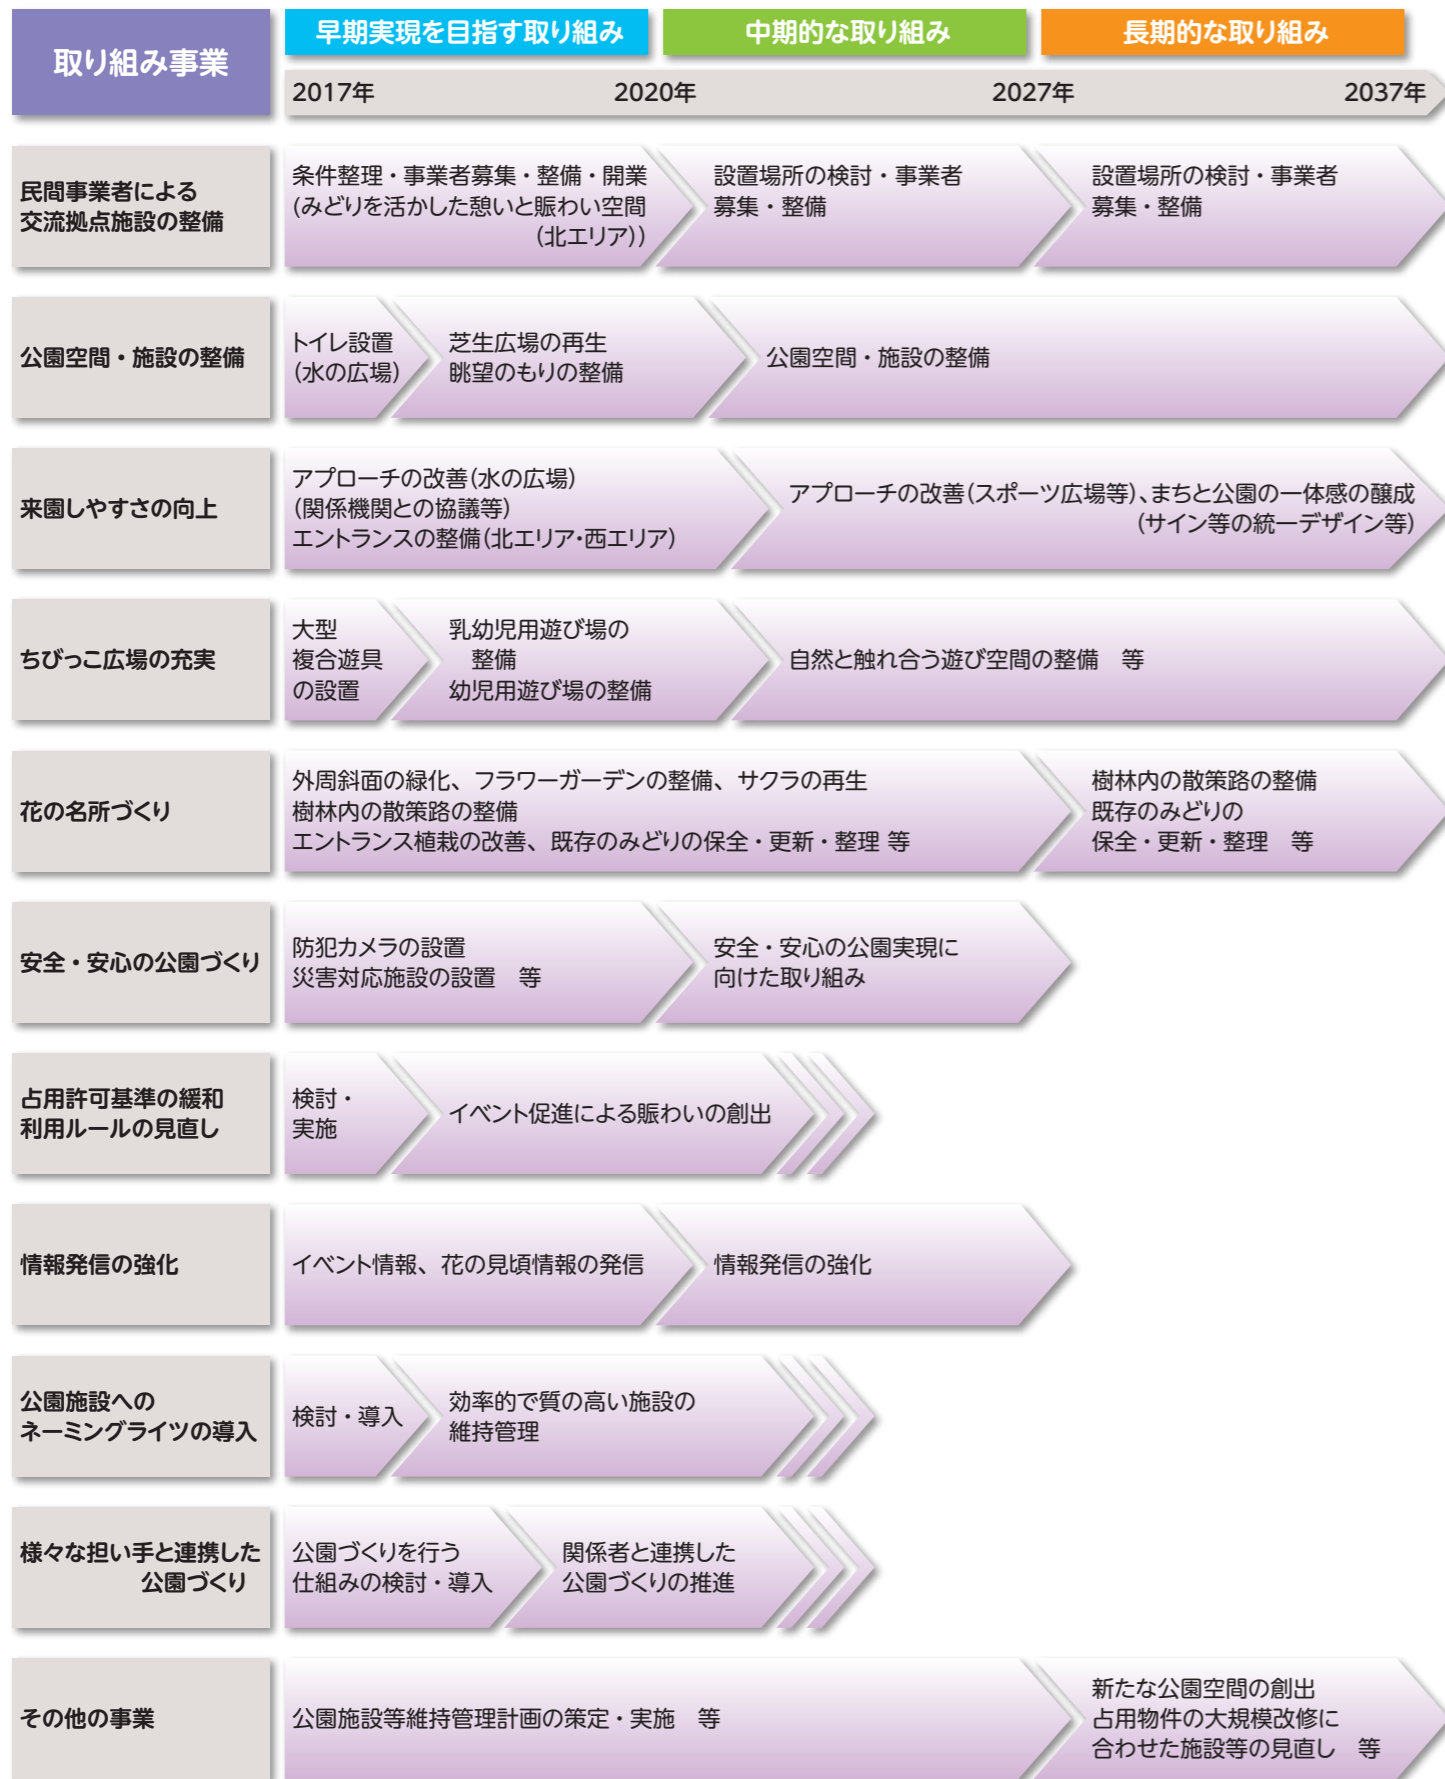 取り組み事業
早期実現を目指す取り組み
中期的な取り組み
長期的な取り組み
2017年
2020年
2027年
2037年
民間事業者による
交流拠点施設の整備
条件整理・事業者募集・整備・開業
(みどりを活かした憩いと賑わい空間
(北エリア))
設置場所の検討・事業者
募集・整備
設置場所の検討・事業者
募集・整備
公園空間・施設の整備
トイレ設置
(水の広場)
芝生広場の再生
眺望のもりの整備
公園空間・施設の整備
来園しやすさの向上
アプローチの改善(水の広場)
(関係機関との協議等)
エントランスの整備(北エリア・西エリア)
アプローチの改善(スポーツ広場等)、まちと公園の一体感の醸成
(サイン等の統一デザイン等)
ちびっこ広場の充実
大型
複合遊具
の設置
乳幼児用遊び場の
整備
幼児用遊び場の整備
自然と触れ合う遊び空間の整備　等
花の名所づくり
外周斜面の緑化、フラワーガーデンの整備、サクラの再生
樹林内の散策路の整備
エントランス植栽の改善、既存のみどりの保全・更新・整理 等
樹林内の散策路の整備
既存のみどりの
保全・更新・整理　等
安全・安心の公園づくり
防犯カメラの設置
災害対応施設の設置　等
安全・安心の公園実現に
向けた取り組み
占用許可基準の緩和
利用ルールの見直し
検討・
実施
イベント促進による賑わいの創出
情報発信の強化
イベント情報、花の見頃情報の発信
情報発信の強化
公園施設への
ネーミングライツの導入
検討・導入
効率的で質の高い施設の
維持管理
様々な担い手と連携した
公園づくり
公園づくりを行う
仕組みの検討・導入
関係者と連携した
公園づくりの推進
その他の事業
公園施設等維持管理計画の策定・実施　等
新たな公園空間の創出
占用物件の大規模改修に
合わせた施設等の見直し　等